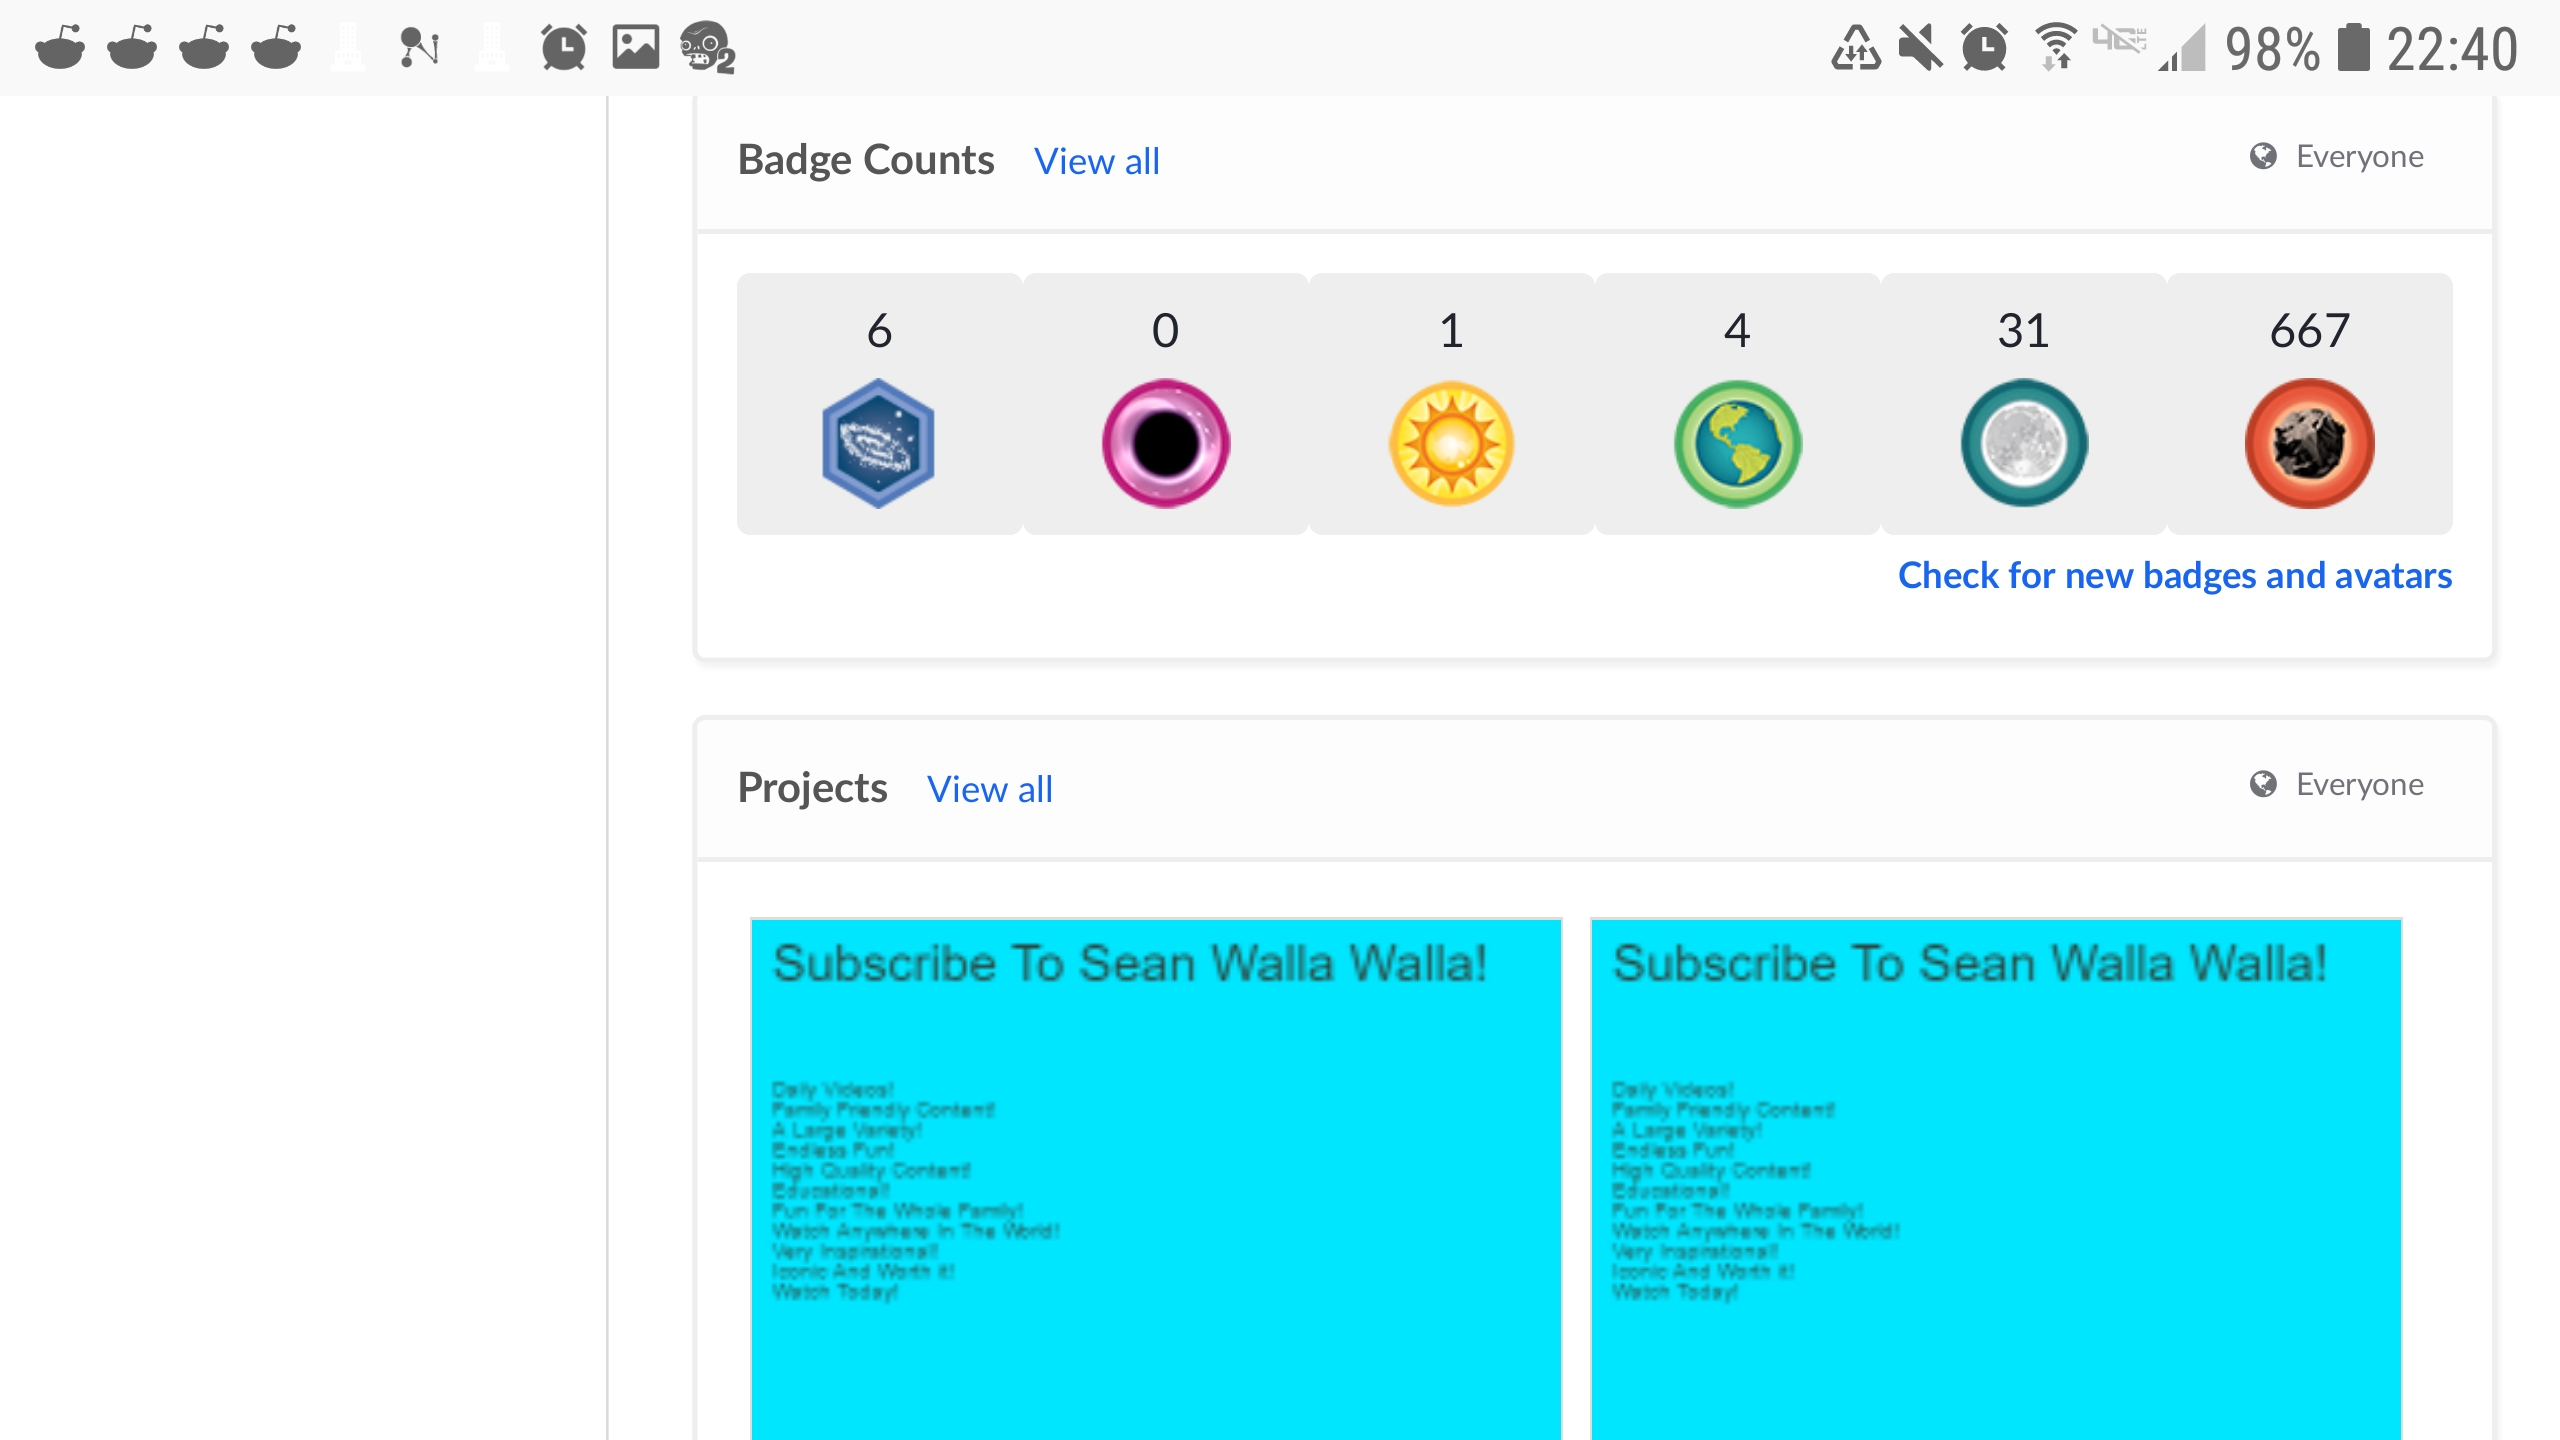 98% 22:40
Badge Counts View all Everyone
6 0 1 4 31 667
Check for new badges and avatars
Projects View all Everyone
Subscribe To Sean Walla Walla!
Daily Videos!
Family Friendly Content!
A Large Variety!
Endless Fun!
High Quality Content!
Educational!
Fun For The Whole Family!
Watch Anywhere In The World!
Very Inspirational!
Iconic And Worth it!
Watch Today!
Subscribe To Sean Walla Walla!
Daily Videos!
Family Friendly Content!
A Large Variety!
Endless Fun!
High Quality Content!
Educational!
Fun For The Whole Family!
Watch Anywhere In The World!
Very Inspirational!
Iconic And Worth it!
Watch Today!